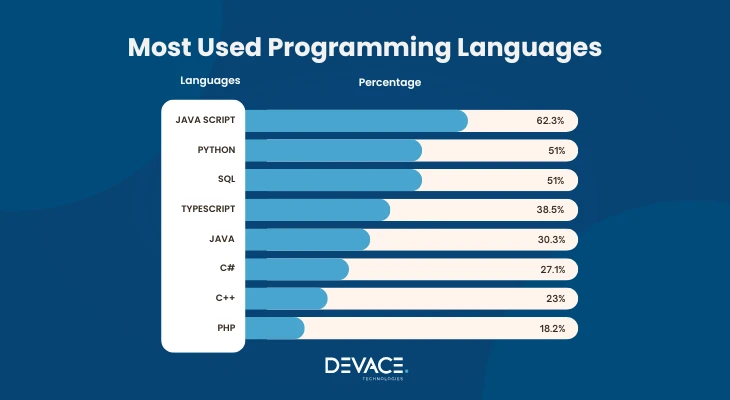 Most Used Programming Languages
Languages Percentage
JAVA SCRIPT 62.3%
PYTHON 51%
SQL 51%
TYPESCRIPT 38.5%
JAVA 30.3%
C# 27.1%
C++ 23%
PHP 18.2%
DEVACE.
TECHNOLOGIES